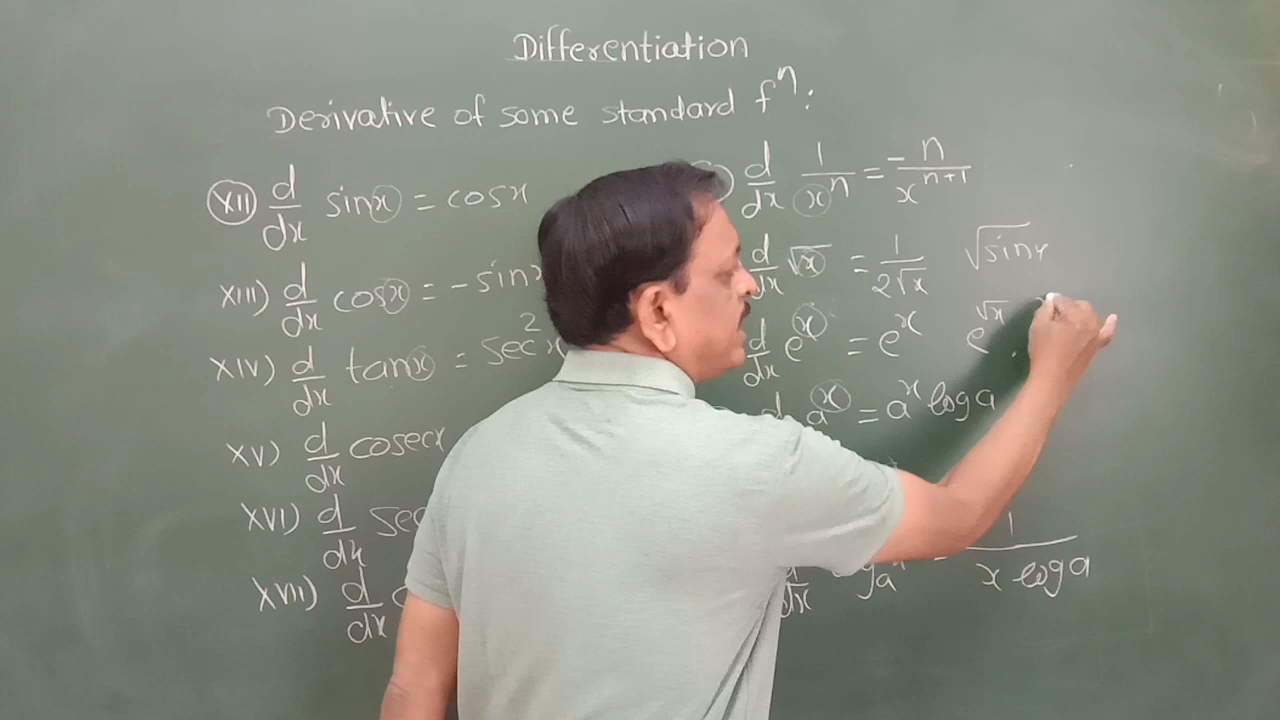 Differentiation
Derivative of some standard fⁿ:
XII) d/dx sinx = cosx
XIII) d/dx cosx = -sinx
XIV) d/dx tanx = sec²x
XV) d/dx cosecx
XVI) d/dx sec
XVII) d/dx
d/dx 1/xⁿ = -n/xⁿ⁺¹
d/dx √x = 1/2√x √sinx
d/dx eˣ = eˣ e^√x
d aˣ = aˣ log a
d/dx = 1/x log a